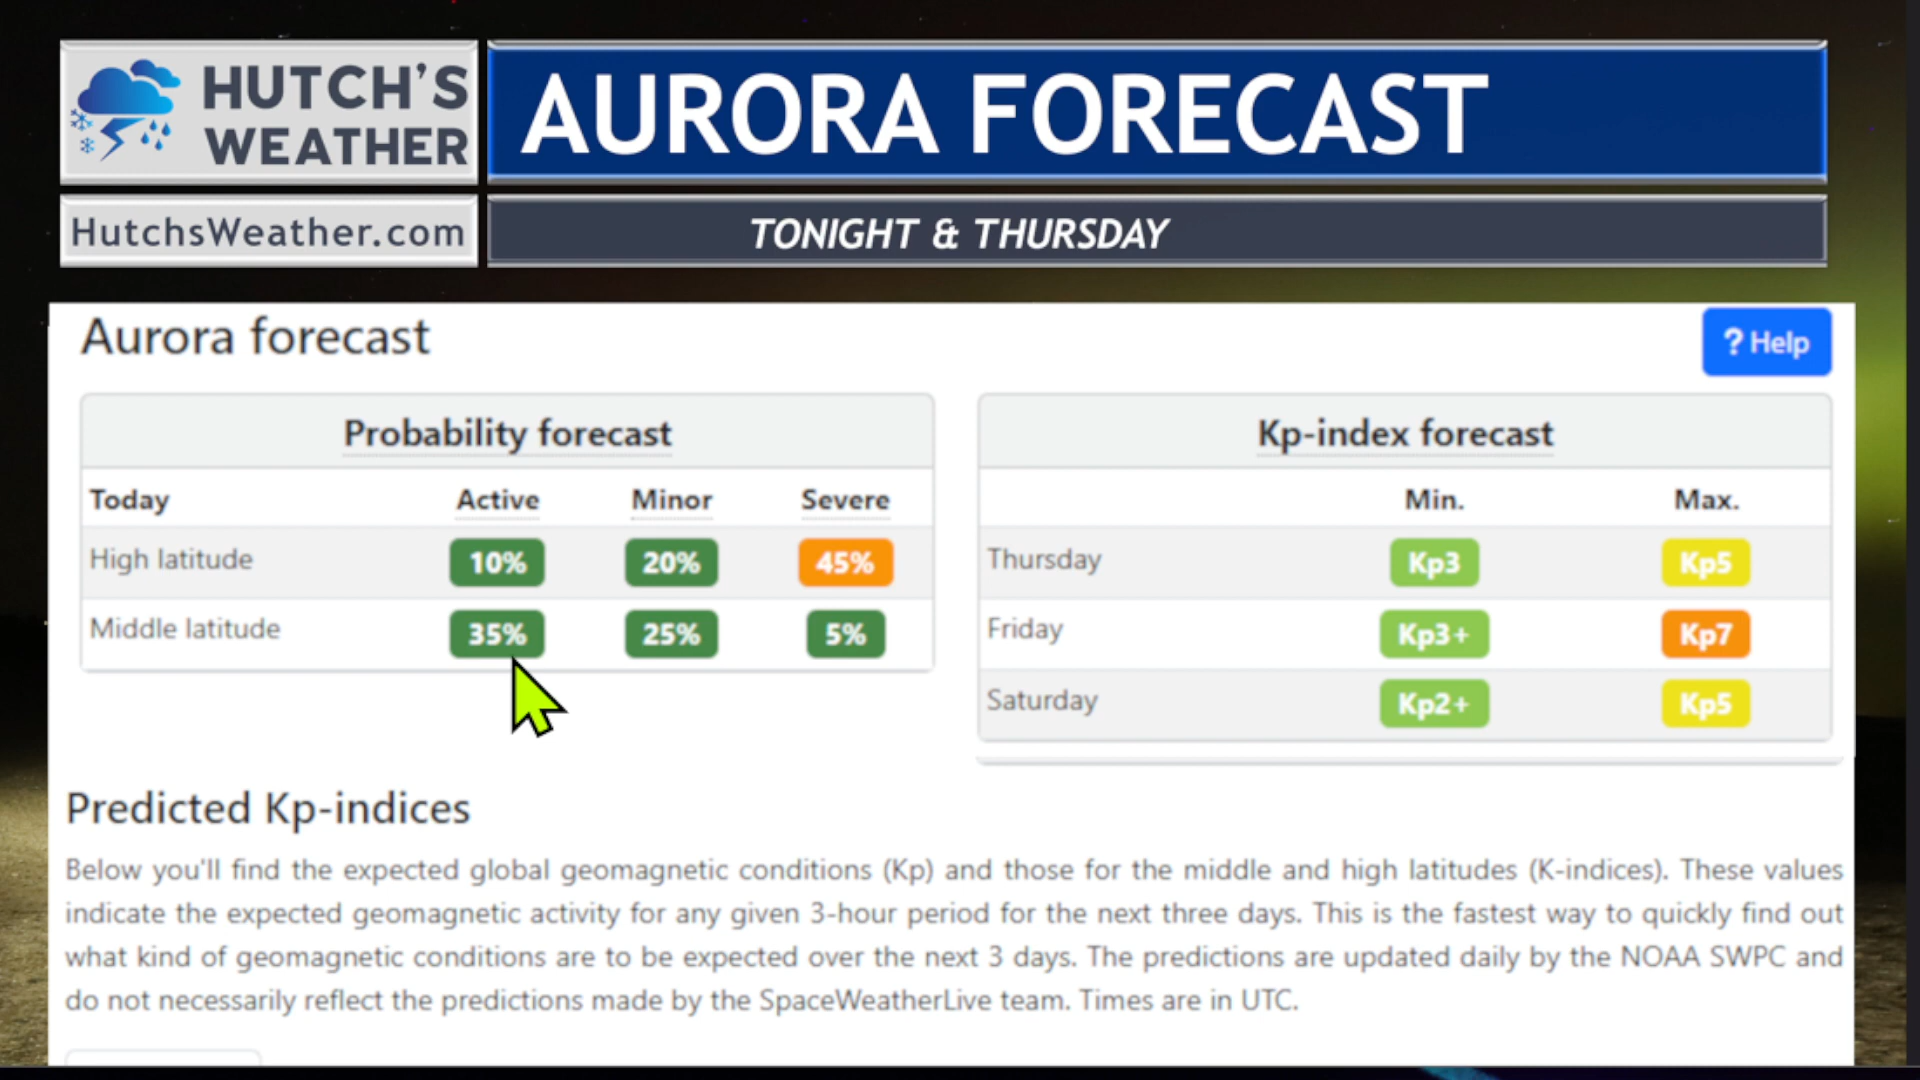 HUTCH'S
WEATHER
AURORA FORECAST
HutchsWeather.com
TONIGHT & THURSDAY
Aurora forecast
? Help
Probability forecast
Today Active Minor Severe
High latitude 10% 20% 45%
Middle latitude 35% 25% 5%
Kp-index forecast
Min. Max.
Thursday Kp3 Kp5
Friday Kp3+ Kp7
Saturday Kp2+ Kp5
Predicted Kp-indices
Below you'll find the expected global geomagnetic conditions (Kp) and those for the middle and high latitudes (K-indices). These values
indicate the expected geomagnetic activity for any given 3-hour period for the next three days. This is the fastest way to quickly find out
what kind of geomagnetic conditions are to be expected over the next 3 days. The predictions are updated daily by the NOAA SWPC and
do not necessarily reflect the predictions made by the SpaceWeatherLive team. Times are in UTC.